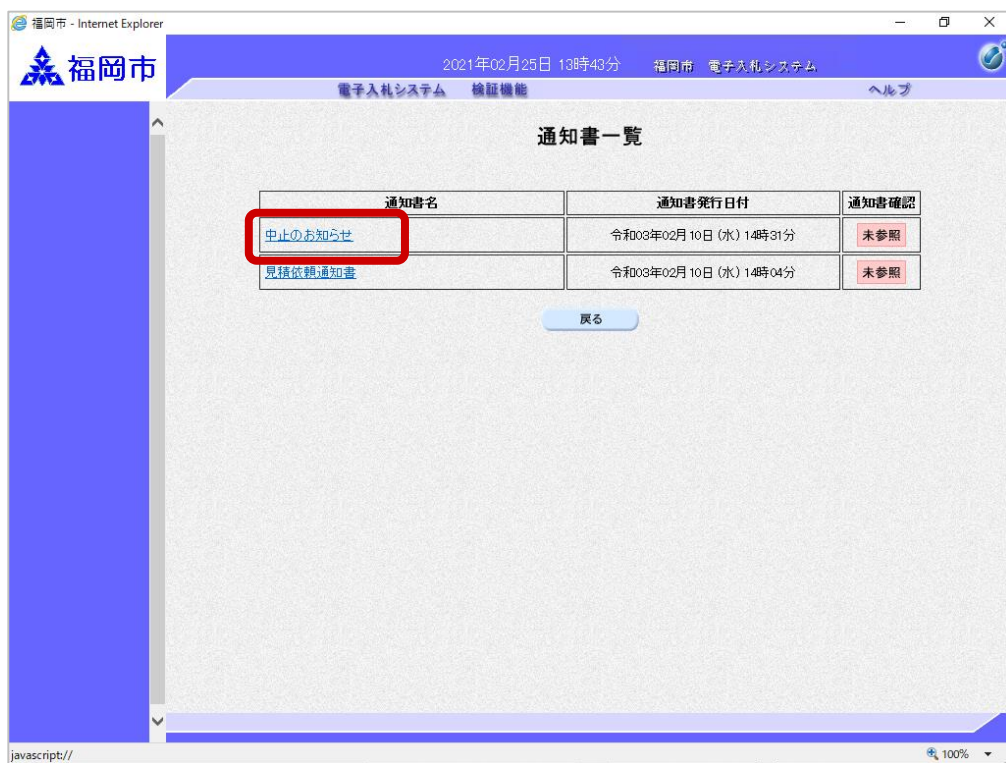 福岡市 - Internet Explorer
福岡市
2021年02月25日 13時43分 福岡市 電子入札システム
電子入札システム 検証機能 ヘルプ
通知書一覧
通知書名 通知書発行日付 通知書確認
中止のお知らせ 令和03年02月10日(水) 14時31分 未参照
見積依頼通知書 令和03年02月10日(水) 14時04分 未参照
戻る
javascript:// 100%